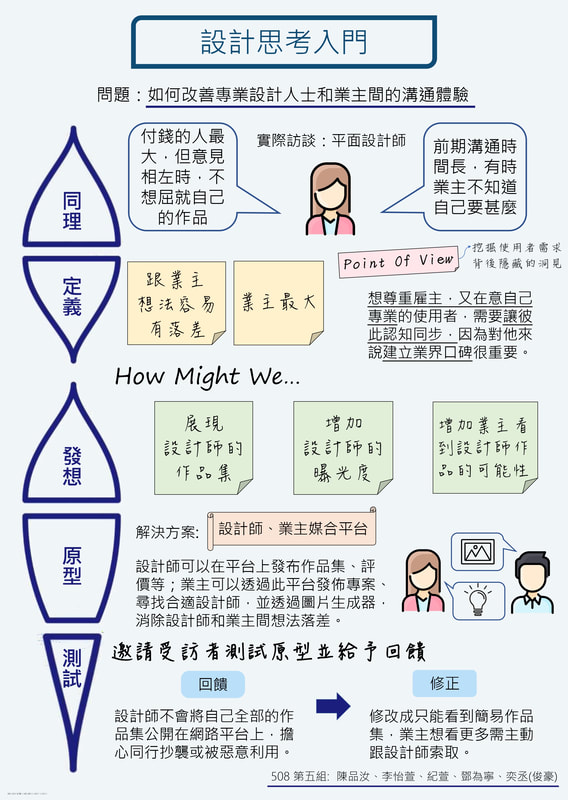 設計思考入門
問題：如何改善專業設計人士和業主間的溝通體驗
同理
付錢的人最
大，但意見
相左時，不
想屈就自己
的作品
實際訪談：平面設計師
前期溝通時
間長，有時
業主不知道
自己要甚麼
定義
跟業主
想法容易
有落差
業主最大
Point Of View
挖掘使用者需求
背後隱藏的洞見
想尊重雇主，又在意自己
專業的使用者，需要讓彼
此認知同步，因為對他來
說建立業界口碑很重要。
How Might We...
發想
展現
設計師的
作品集
增加
設計師的
曝光度
增加業主看
到設計師作
品的可能性
原型
解決方案:
設計師、業主媒合平台
設計師可以在平台上發布作品集、評
價等；業主可以透過此平台發佈專案、
尋找合適設計師，並透過圖片生成器，
消除設計師和業主間想法落差。
測試
邀請受訪者測試原型並給予回饋
回饋
設計師不會將自己全部的作
品集公開在網路平台上，擔
心同行抄襲或被惡意利用。
修正
修改成只能看到簡易作品
集，業主想看更多需主動
跟設計師索取。
508 第五組: 陳品汝、李怡萱、紀萱、鄧為寧、奕丞(俊豪)